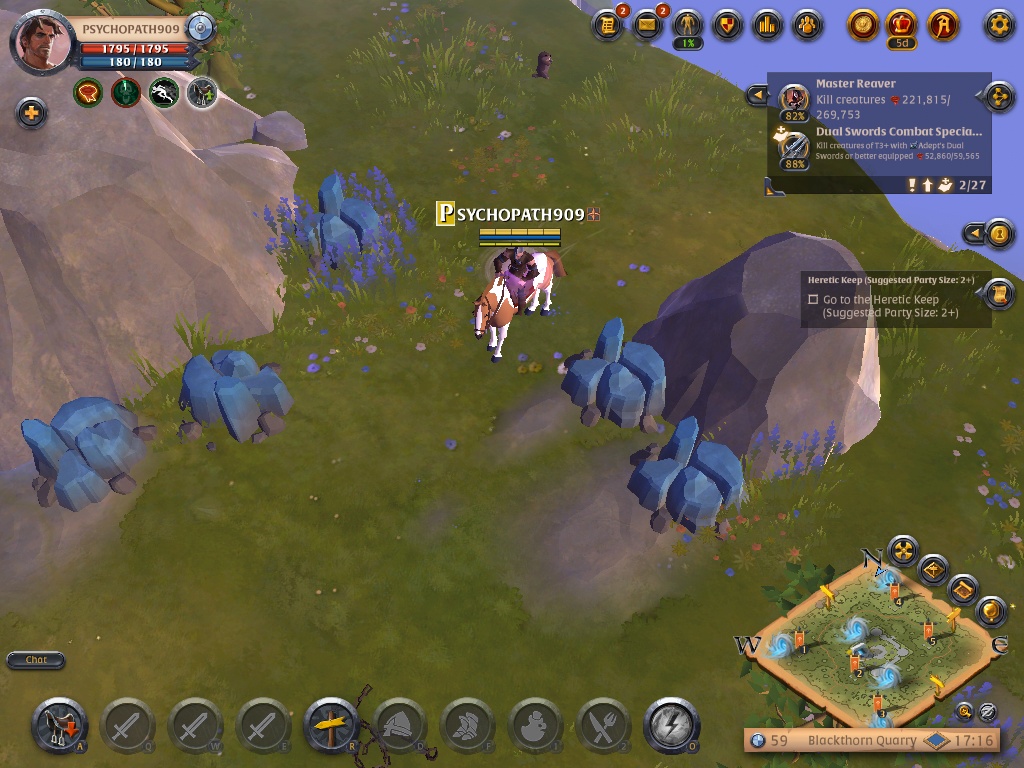 PSYCHOPATH909
1795 / 1795
180 / 180
2
2
1%
5d
Master Reaver
Kill creatures 221,815/
269,753
82%
Dual Swords Combat Specia...
Kill creatures of T3+ with Adept's Dual
Swords or better equipped 52,860/59,565
88%
2/27
PSYCHOPATH909
Heretic Keep (Suggested Party Size: 2+)
Go to the Heretic Keep
(Suggested Party Size: 2+)
N
W
E
4
1
5
2
3
Chat
A
Q
W
E
R
D
F
1
2
O
59
Blackthorn Quarry
17:16